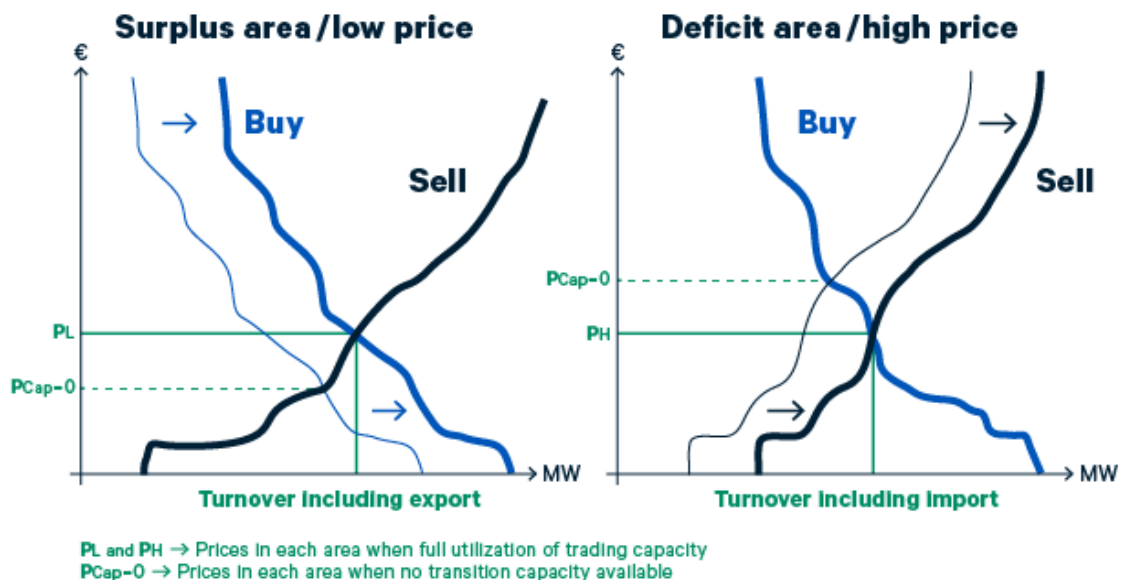 Surplus area/low price
Deficit area/high price
€
€
Buy
Sell
Buy
Sell
PCap-0
PL
PH
PCap-0
MW
MW
Turnover including export
Turnover including import
PL and PH → Prices in each area when full utilization of trading capacity
PCap-0 → Prices in each area when no transition capacity available